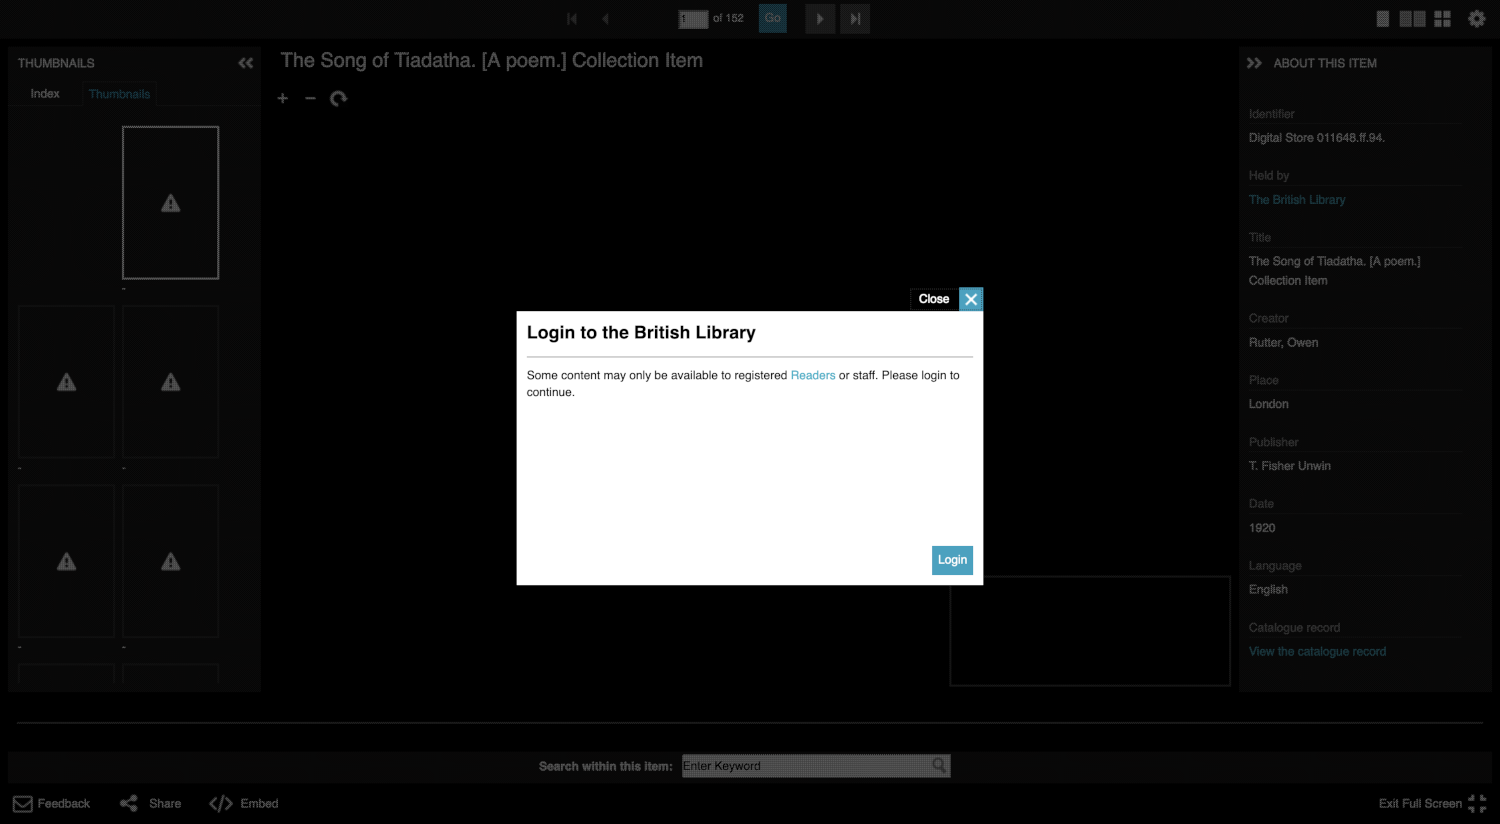 1 of 152 Go
THUMBNAILS
Index Thumbnails
-
-
-
-
-
The Song of Tiadatha. [A poem.] Collection Item
ABOUT THIS ITEM
Identifier
Digital Store 011648.ff.94.
Held by
The British Library
Title
The Song of Tiadatha. [A poem.]
Collection Item
Creator
Rutter, Owen
Place
London
Publisher
T. Fisher Unwin
Date
1920
Language
English
Catalogue record
View the catalogue record
Close
Login to the British Library
Some content may only be available to registered Readers or staff. Please login to
continue.
Login
Search within this item: Enter Keyword
Feedback Share Embed Exit Full Screen